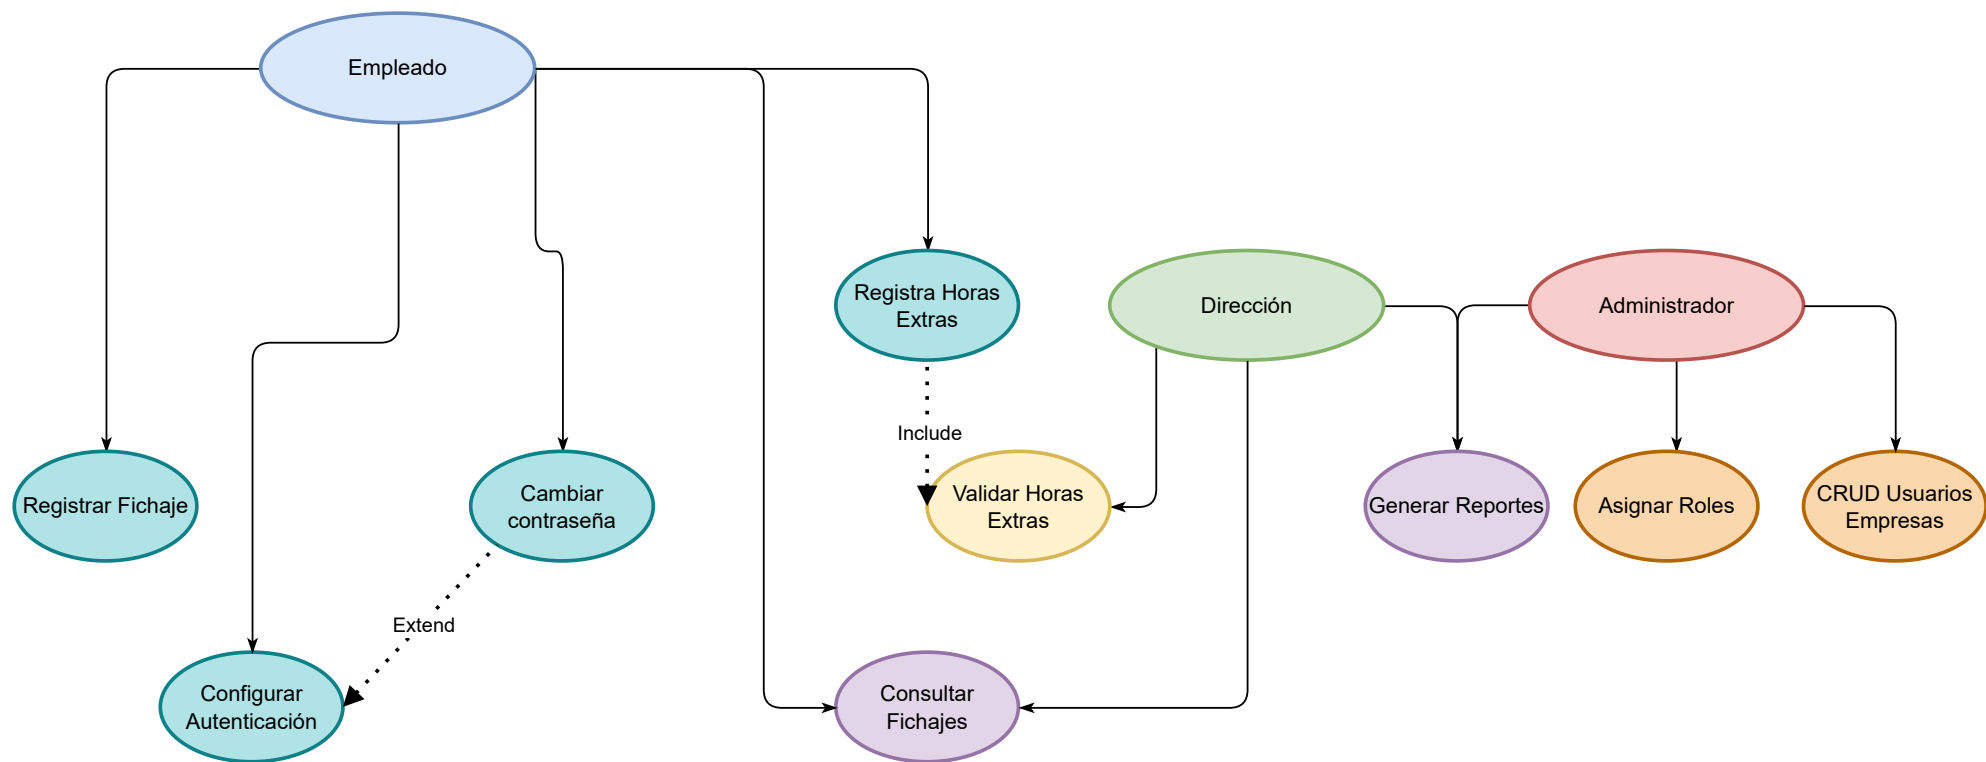 Empleado
Registra Horas
Extras
Dirección
Administrador
Include
Registrar Fichaje
Cambiar
contraseña
Validar Horas
Extras
Generar Reportes
Asignar Roles
CRUD Usuarios
Empresas
Extend
Configurar
Autenticación
Consultar
Fichajes